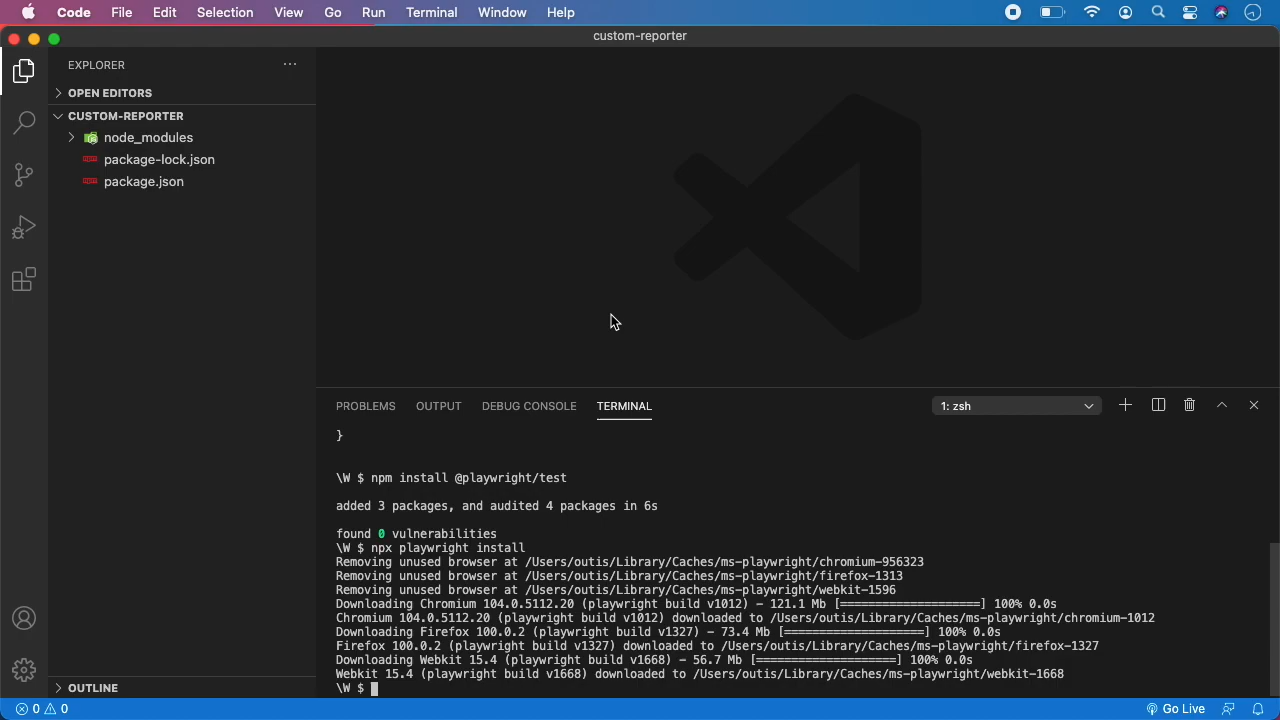 Code File Edit Selection View Go Run Terminal Window Help
custom-reporter
EXPLORER
OPEN EDITORS
CUSTOM-REPORTER
node_modules
package-lock.json
package.json
OUTLINE
PROBLEMS OUTPUT DEBUG CONSOLE TERMINAL 1: zsh
}
\W $ npm install @playwright/test
added 3 packages, and audited 4 packages in 6s
found 0 vulnerabilities
\W $ npx playwright install
Removing unused browser at /Users/outis/Library/Caches/ms-playwright/chromium-956323
Removing unused browser at /Users/outis/Library/Caches/ms-playwright/firefox-1313
Removing unused browser at /Users/outis/Library/Caches/ms-playwright/webkit-1596
Downloading Chromium 104.0.5112.20 (playwright build v1012) - 121.1 Mb [====================] 100% 0.0s
Chromium 104.0.5112.20 (playwright build v1012) downloaded to /Users/outis/Library/Caches/ms-playwright/chromium-1012
Downloading Firefox 100.0.2 (playwright build v1327) - 73.4 Mb [====================] 100% 0.0s
Firefox 100.0.2 (playwright build v1327) downloaded to /Users/outis/Library/Caches/ms-playwright/firefox-1327
Downloading Webkit 15.4 (playwright build v1668) - 56.7 Mb [====================] 100% 0.0s
Webkit 15.4 (playwright build v1668) downloaded to /Users/outis/Library/Caches/ms-playwright/webkit-1668
\W $
0 0 Go Live